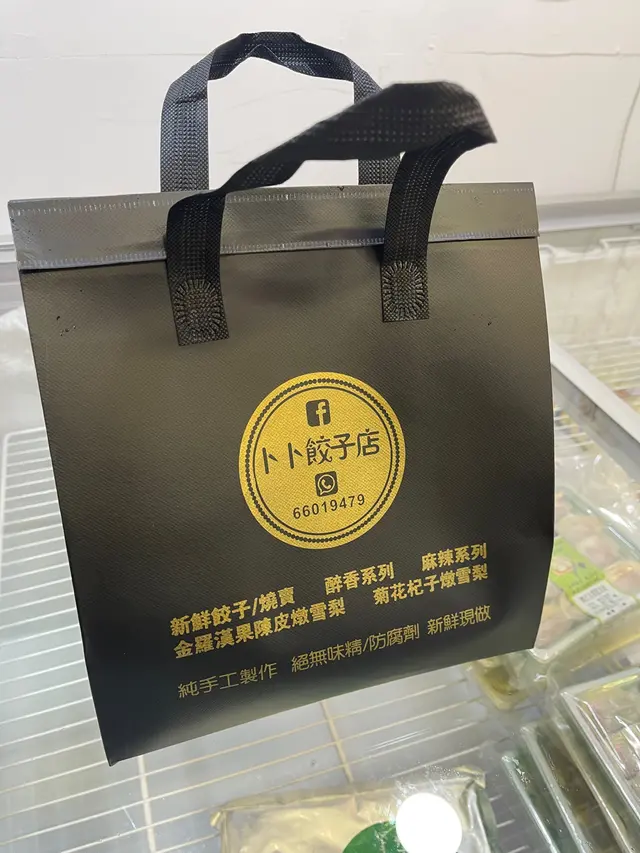 卜卜餃子店
66019479
新鮮餃子/燒賣 醉香系列 麻辣系列
金羅漢果陳皮燉雪梨 菊花杞子燉雪梨
純手工製作 絕無味精/防腐劑 新鮮現做